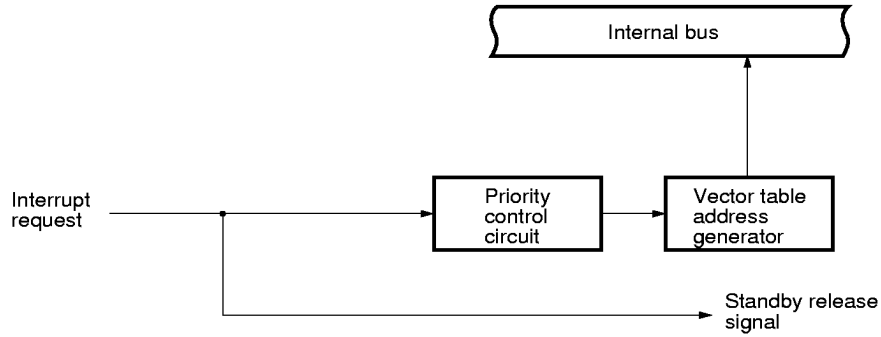 Internal bus
Interrupt
request
Priority
control
circuit
Vector table
address
generator
Standby release
signal